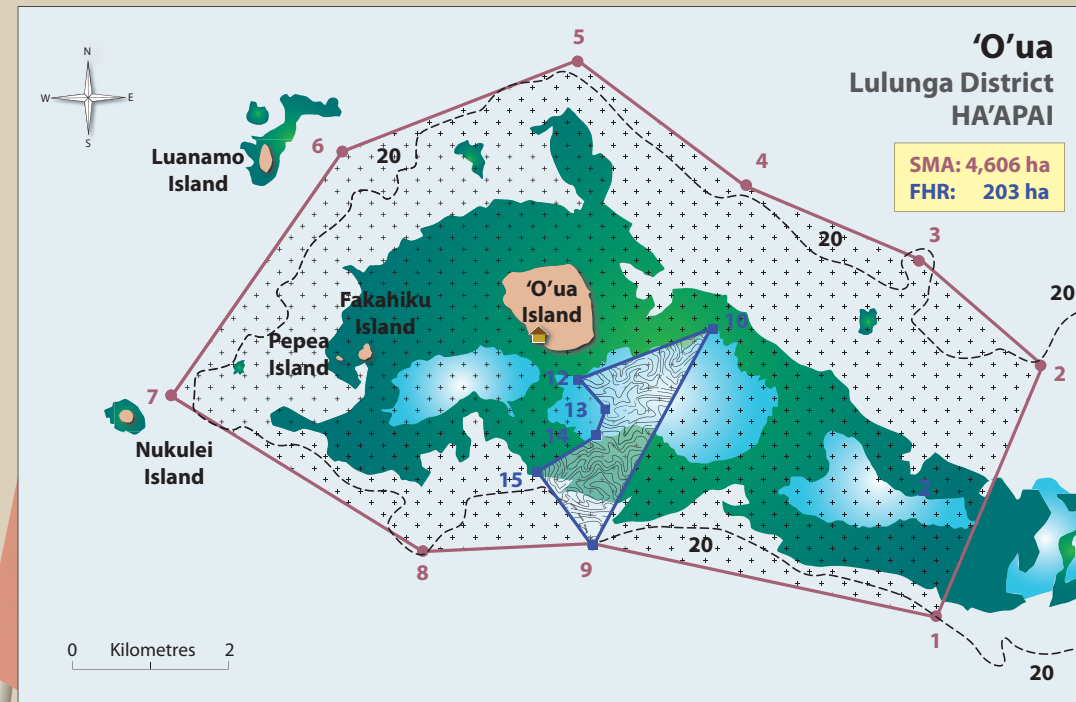 ‘O’ua
Lulunga District
HA’APAI
SMA: 4,606 ha
FHR: 203 ha
N
W
E
S
5
6
20
4
Luanamo
Island
20
3
20
‘O’ua
Island
Fakahiku
Island
Pepea
Island
10
2
12
7
13
14
Nukulei
Island
15
2
20
9
8
1
20
0 Kilometres 2